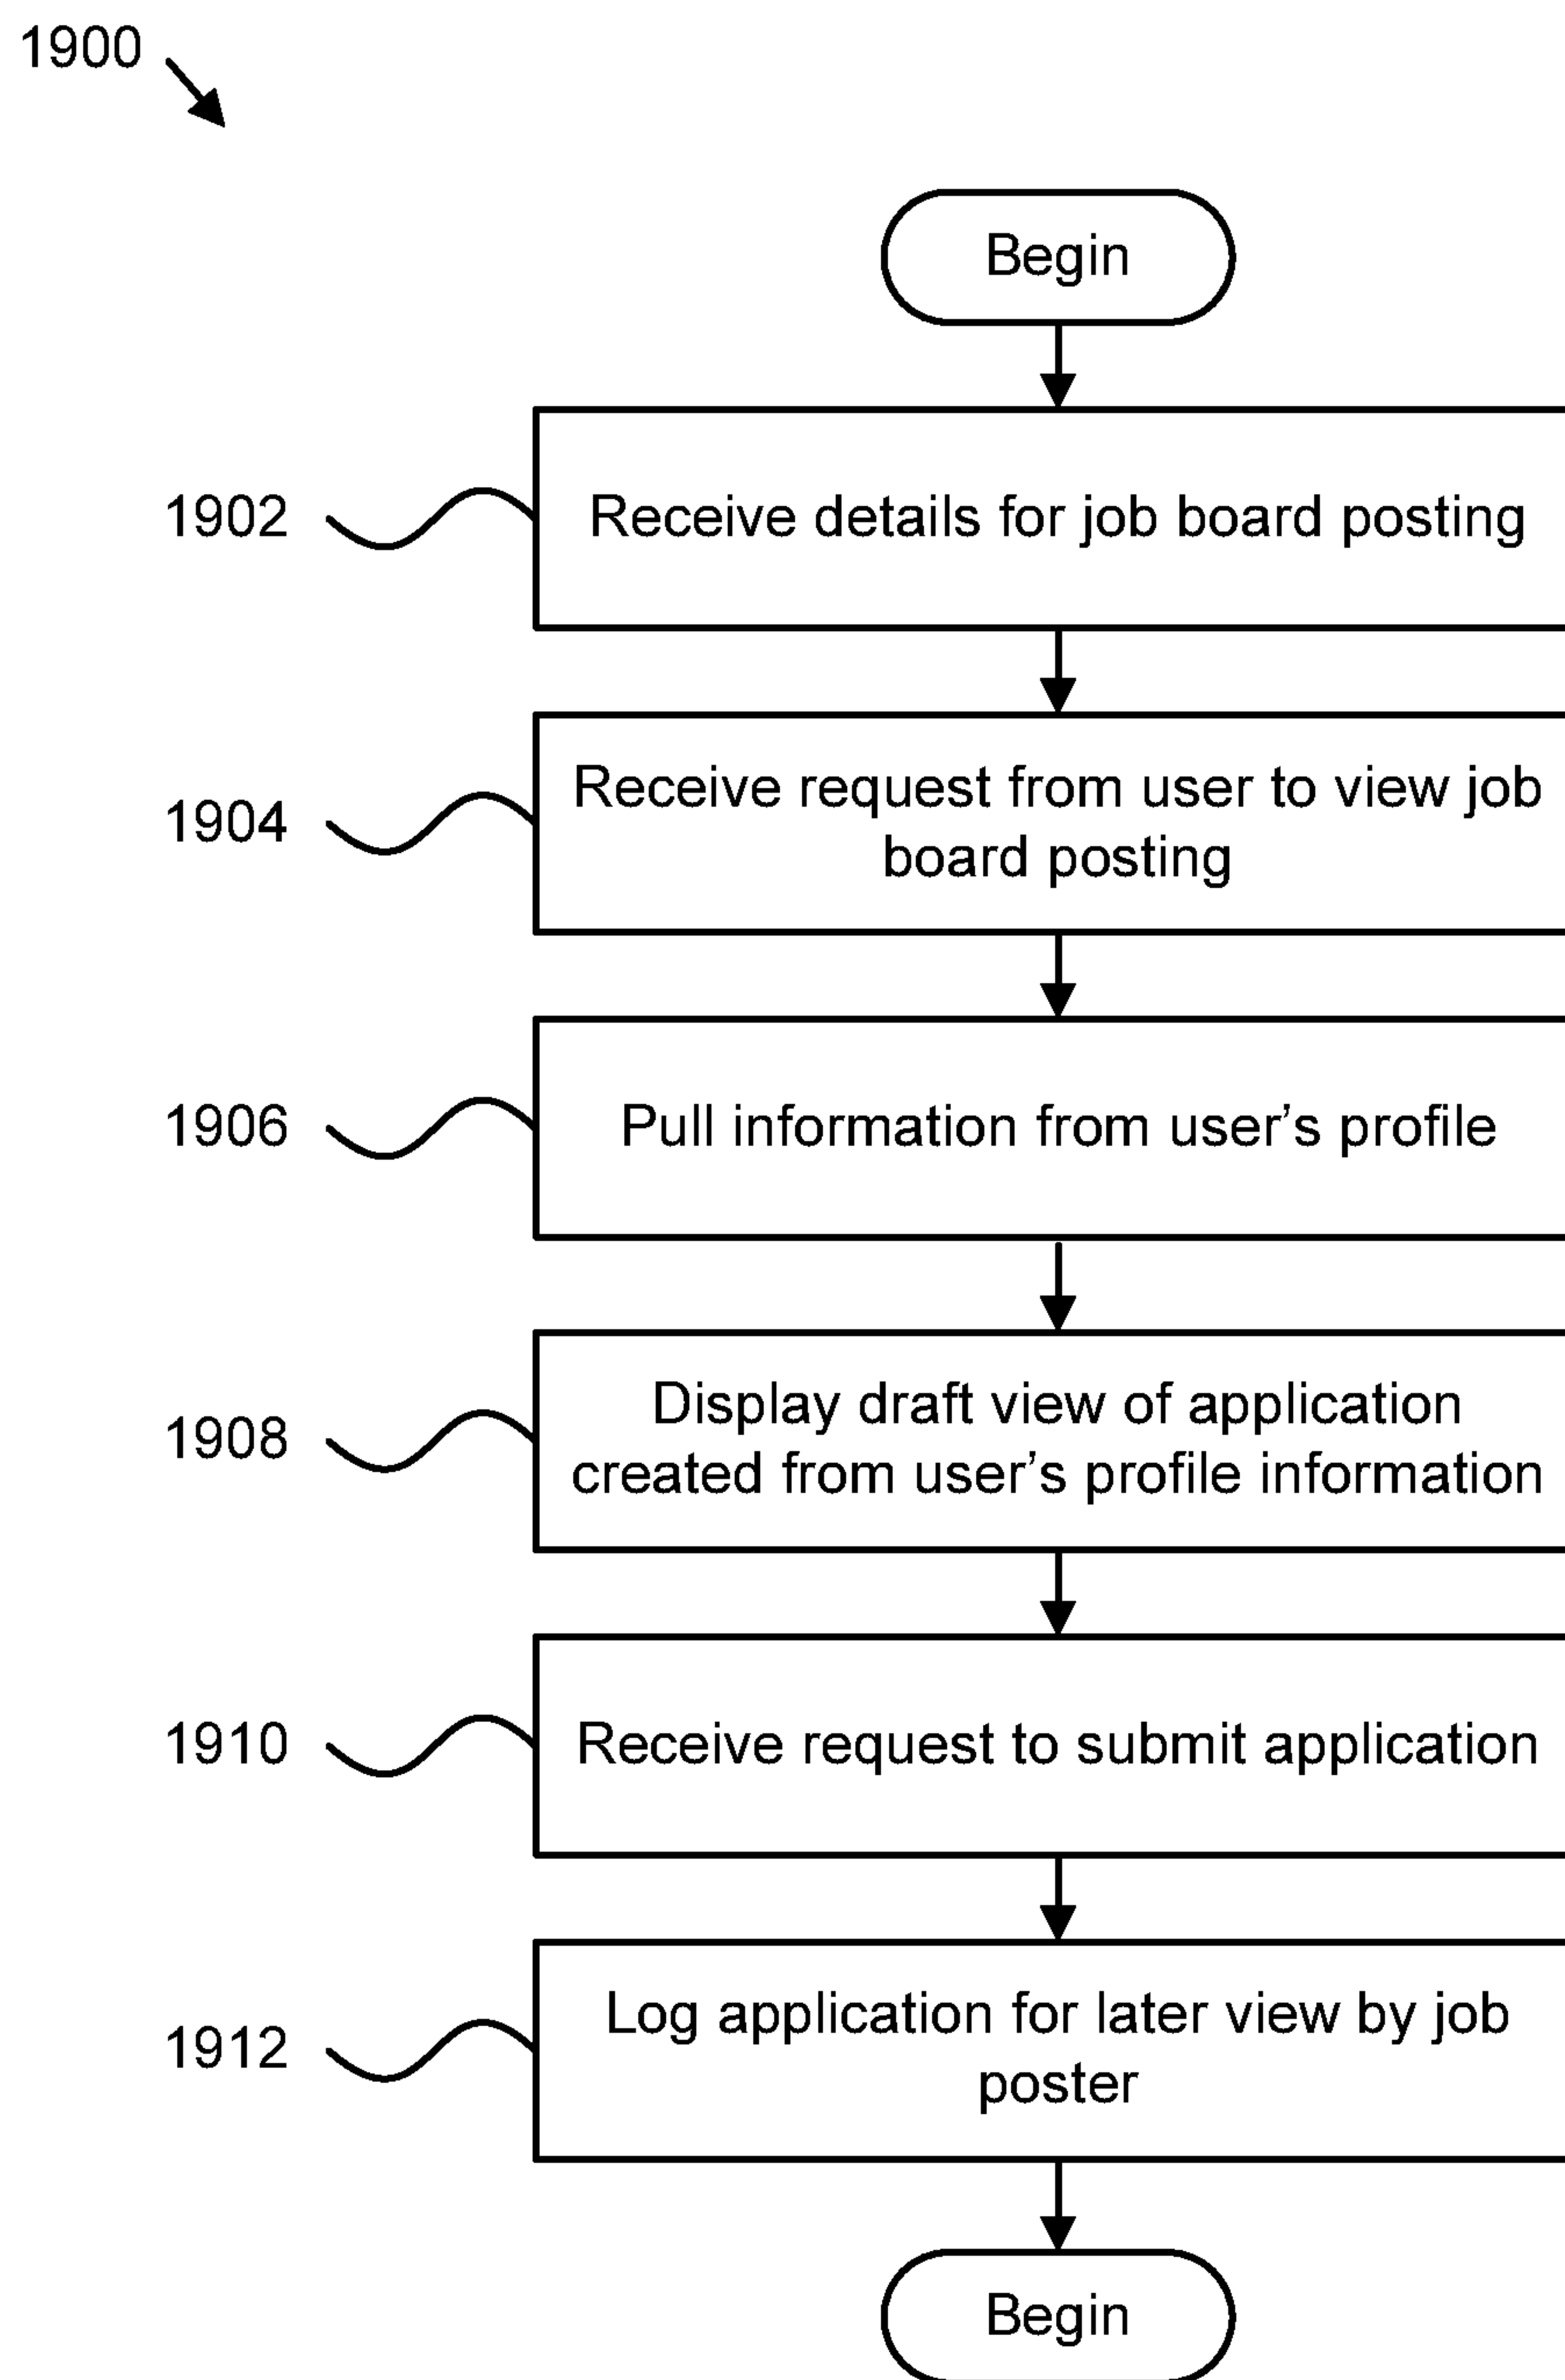 1900
Begin
1902
Receive details for job board posting
1904
Receive request from user to view job
board posting
1906
Pull information from user’s profile
1908
Display draft view of application
created from user’s profile information
1910
Receive request to submit application
1912
Log application for later view by job
poster
Begin